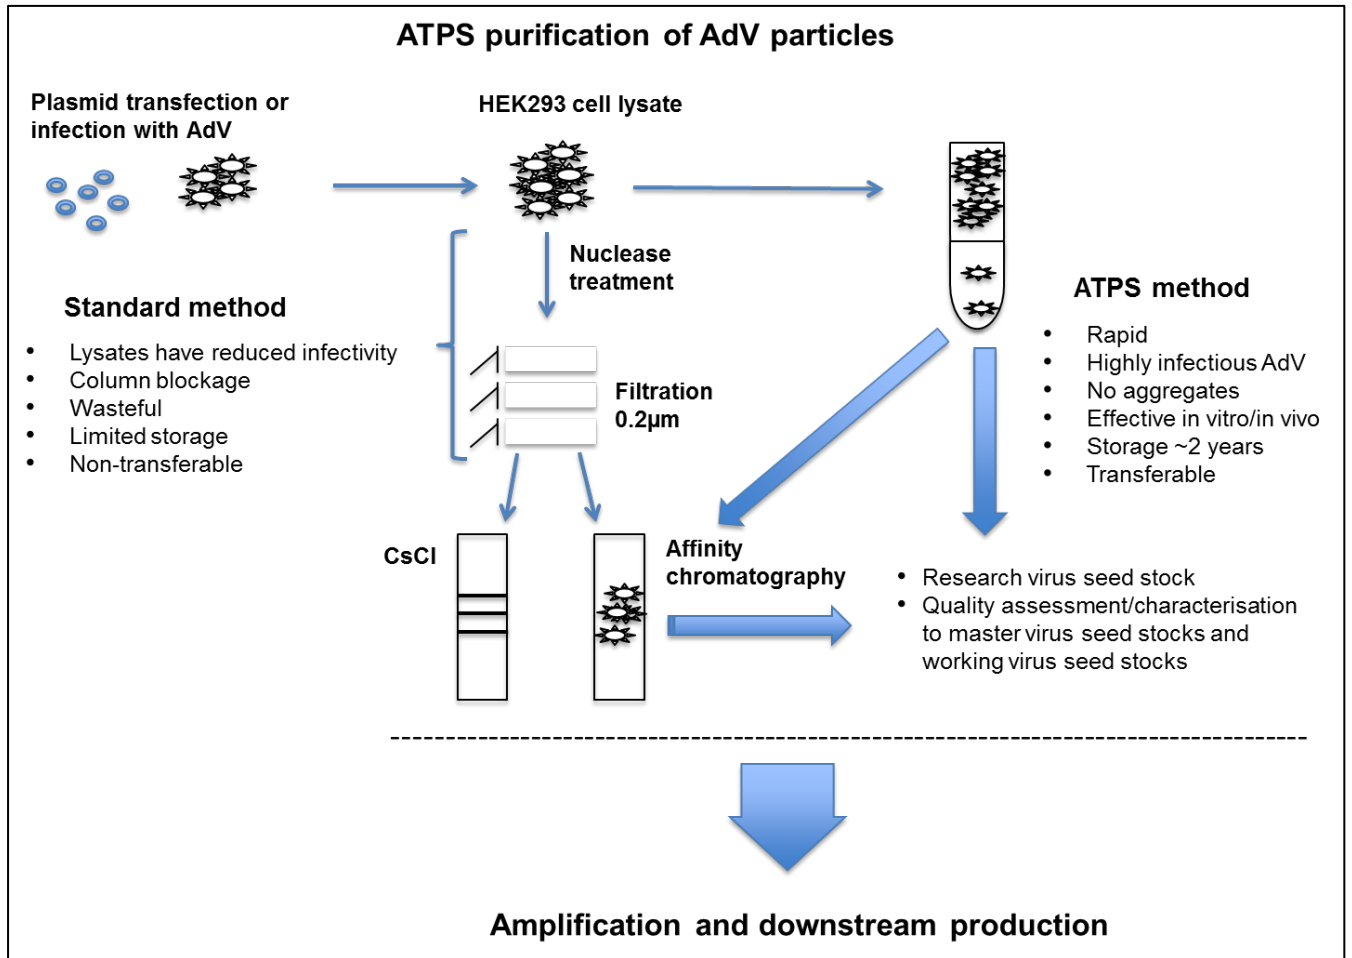 ATPS purification of AdV particles
Plasmid transfection or
infection with AdV
HEK293 cell lysate
Nuclease
treatment
Standard method
• Lysates have reduced infectivity
• Column blockage
• Wasteful
• Limited storage
• Non-transferable
Filtration
0.2µm
ATPS method
• Rapid
• Highly infectious AdV
• No aggregates
• Effective in vitro/in vivo
• Storage ~2 years
• Transferable
CsCl
Affinity
chromatography
• Research virus seed stock
• Quality assessment/characterisation
to master virus seed stocks and
working virus seed stocks
Amplification and downstream production